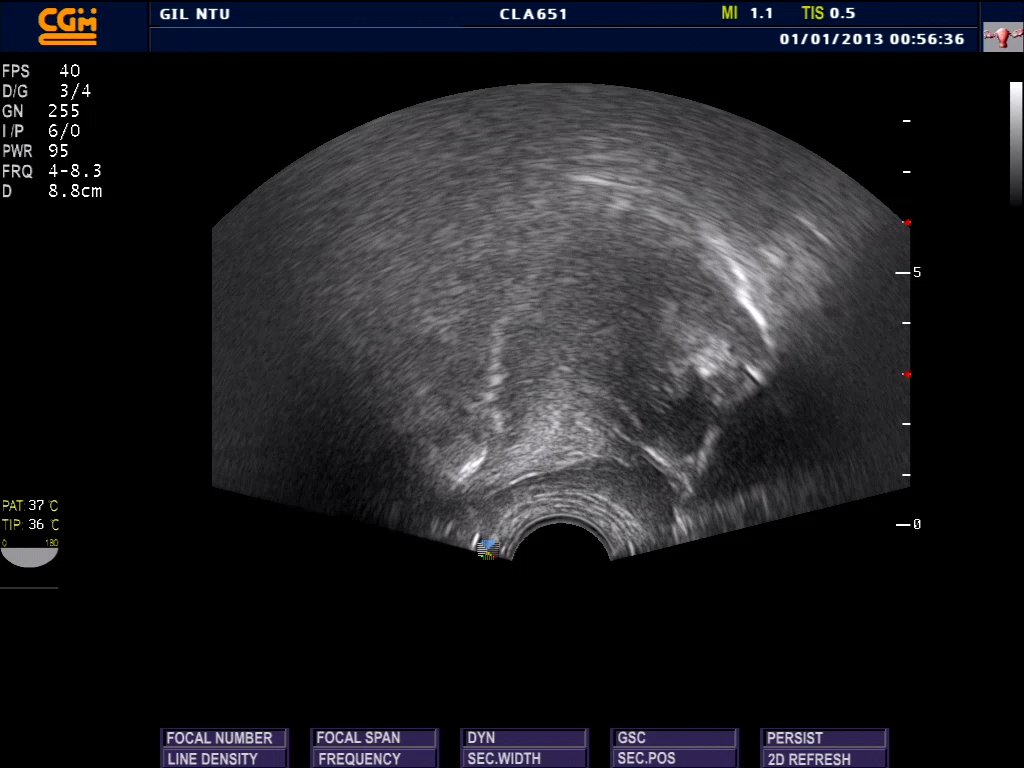 CGM
GIL NTU CLA651 MI 1.1 TIS 0.5
01/01/2013 00:56:36
FPS 40
D/G 3/4
GN 255
I/P 6/0
PWR 95
FRQ 4-8.3
D 8.8cm
5
PAT: 37 °C
TIP: 36 °C
0 180
0
FOCAL NUMBER FOCAL SPAN DYN GSC PERSIST
LINE DENSITY FREQUENCY SEC.WIDTH SEC.POS 2D REFRESH